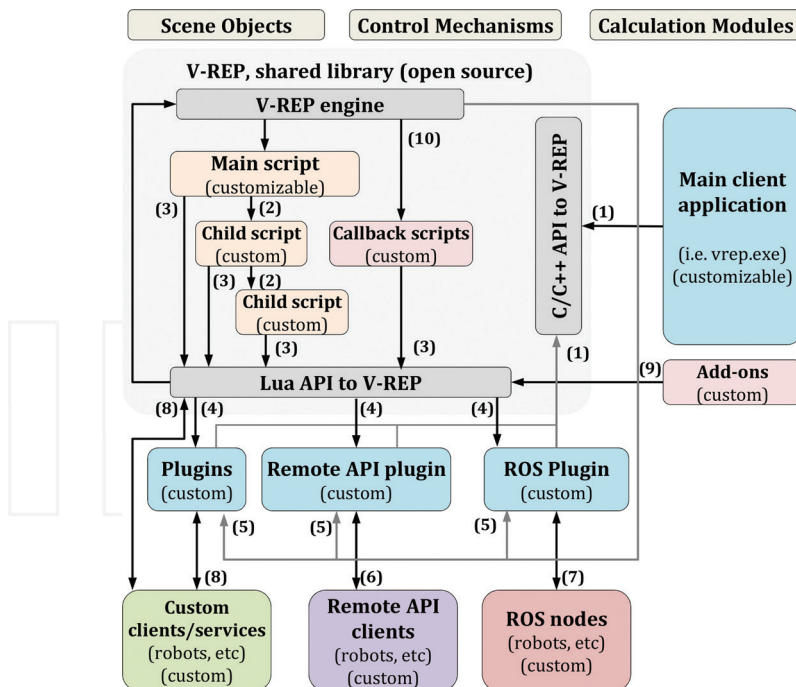 Scene Objects
Control Mechanisms
Calculation Modules
V-REP, shared library (open source)
V-REP engine
(10)
Main script
(customizable)
(3)
(2)
Child script
(custom)
Callback scripts
(custom)
(3)
(2)
Child script
(custom)
(3)
(3)
C/C++ API to V-REP
(1)
Main client
application
(i.e. vrep.exe)
(customizable)
(1)
Lua API to V-REP
(9)
Add-ons
(custom)
(8)
(4)
(4)
(4)
Plugins
(custom)
Remote API plugin
(custom)
ROS Plugin
(custom)
(5)
(5)
(5)
(8)
(6)
(7)
Custom
clients/services
(robots, etc)
(custom)
Remote API
clients
(robots, etc)
(custom)
ROS nodes
(robots, etc)
(custom)